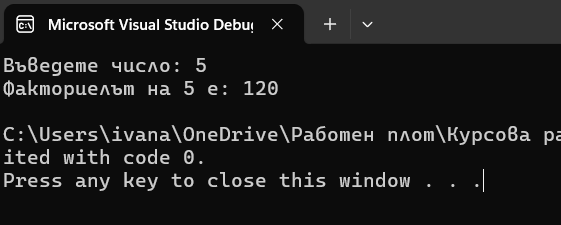 Microsoft Visual Studio Debug
Въведете число: 5
Факториелът на 5 е: 120
C:\Users\ivana\OneDrive\Работен плот\Курсова ра
ited with code 0.
Press any key to close this window . . .